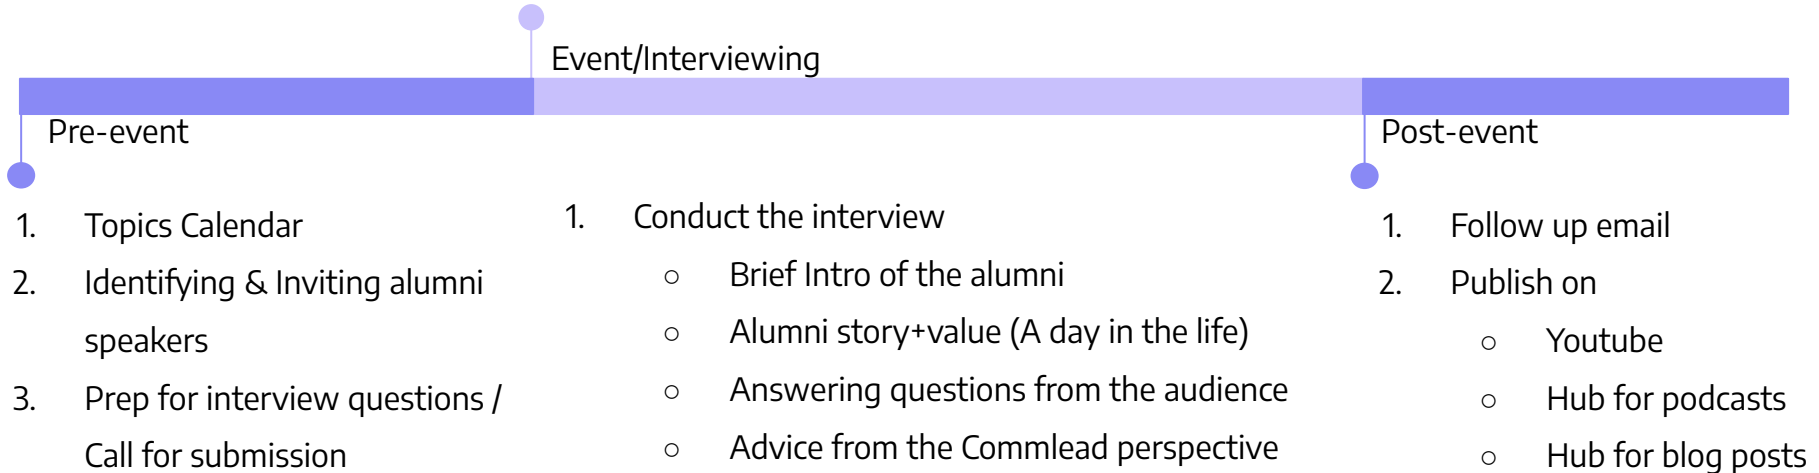 Event/Interviewing
Pre-event
1. Topics Calendar
2. Identifying & Inviting alumni
speakers
3. Prep for interview questions /
Call for submission
1. Conduct the interview
○ Brief Intro of the alumni
○ Alumni story+value (A day in the life)
○ Answering questions from the audience
○ Advice from the Commlead perspective
Post-event
1. Follow up email
2. Publish on
○ Youtube
○ Hub for podcasts
○ Hub for blog posts